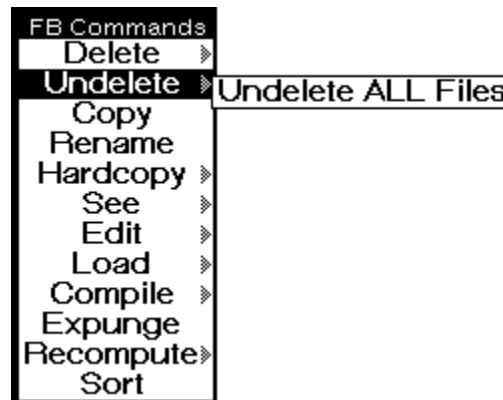 FB Commands
Delete
Undelete
Undelete ALL Files
Copy
Rename
Hardcopy
See
Edit
Load
Compile
Expunge
Recompute
Sort